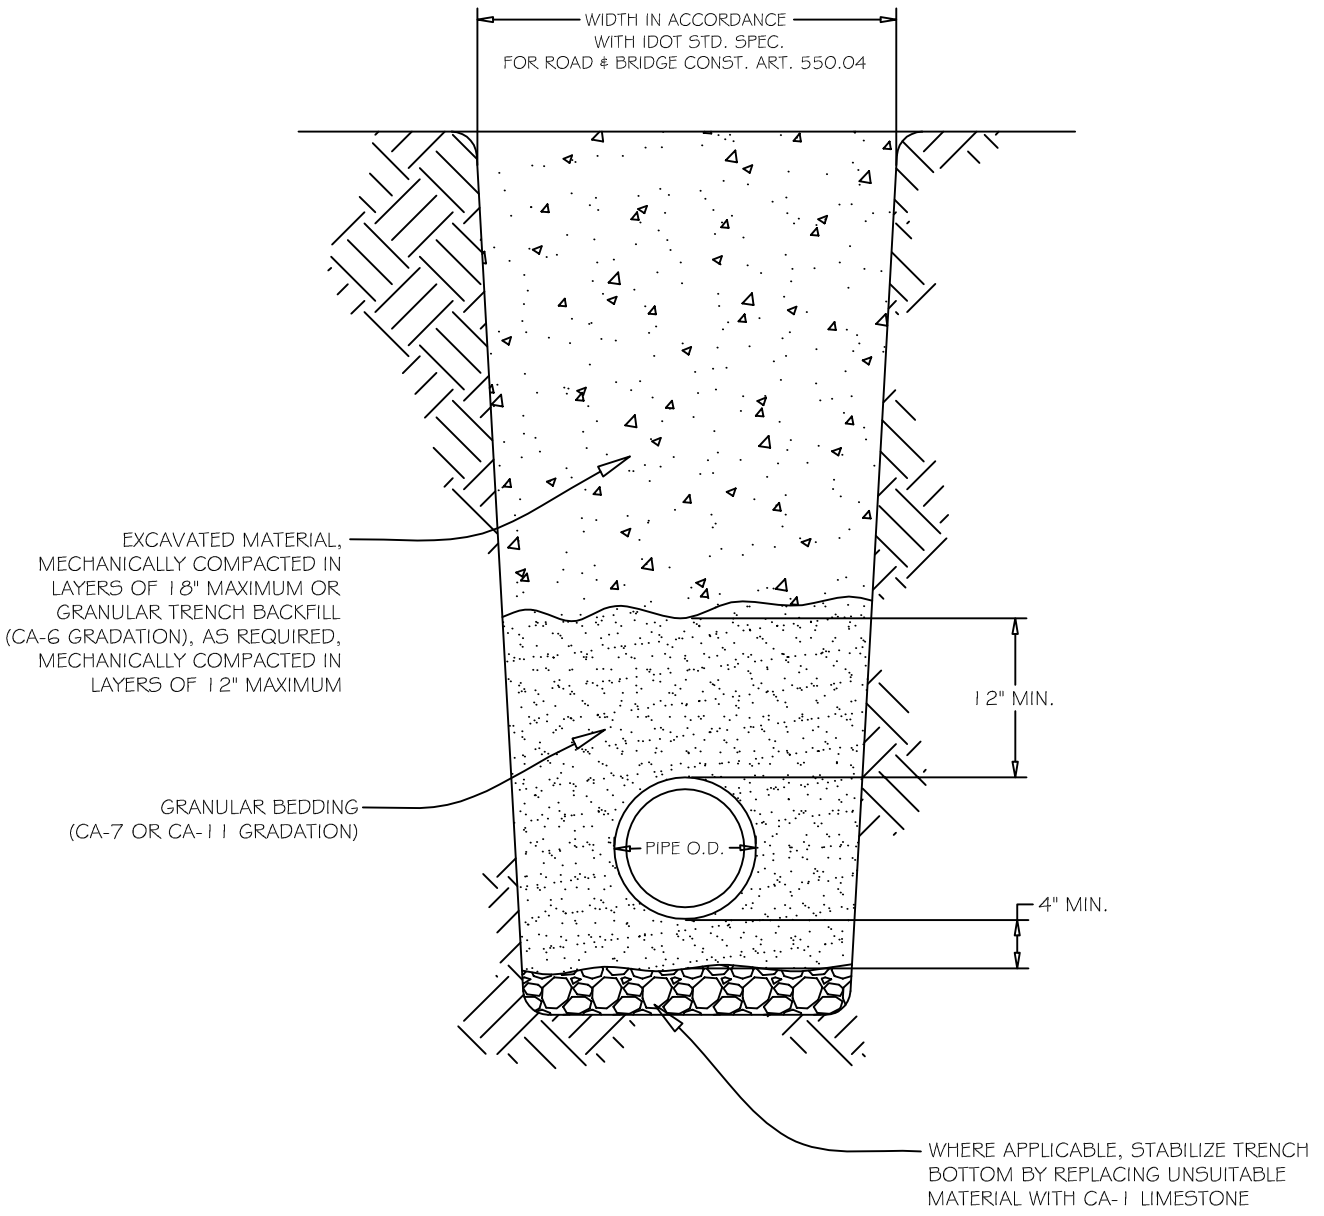 WIDTH IN ACCORDANCE
WITH IDOT STD. SPEC.
FOR ROAD & BRIDGE CONST. ART. 550.04
EXCAVATED MATERIAL,
MECHANICALLY COMPACTED IN
LAYERS OF 18" MAXIMUM OR
GRANULAR TRENCH BACKFILL
(CA-6 GRADATION), AS REQUIRED,
MECHANICALLY COMPACTED IN
LAYERS OF 12" MAXIMUM
12" MIN.
GRANULAR BEDDING
(CA-7 OR CA-11 GRADATION)
PIPE O.D.
4" MIN.
WHERE APPLICABLE, STABILIZE TRENCH
BOTTOM BY REPLACING UNSUITABLE
MATERIAL WITH CA-1 LIMESTONE